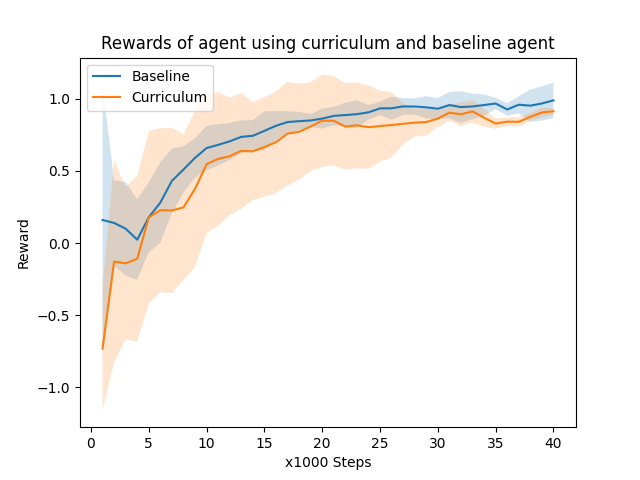 Rewards of agent using curriculum and baseline agent
Baseline
Curriculum
1.0
0.5
0.0
−0.5
−1.0
Reward
0 5 10 15 20 25 30 35 40
x1000 Steps